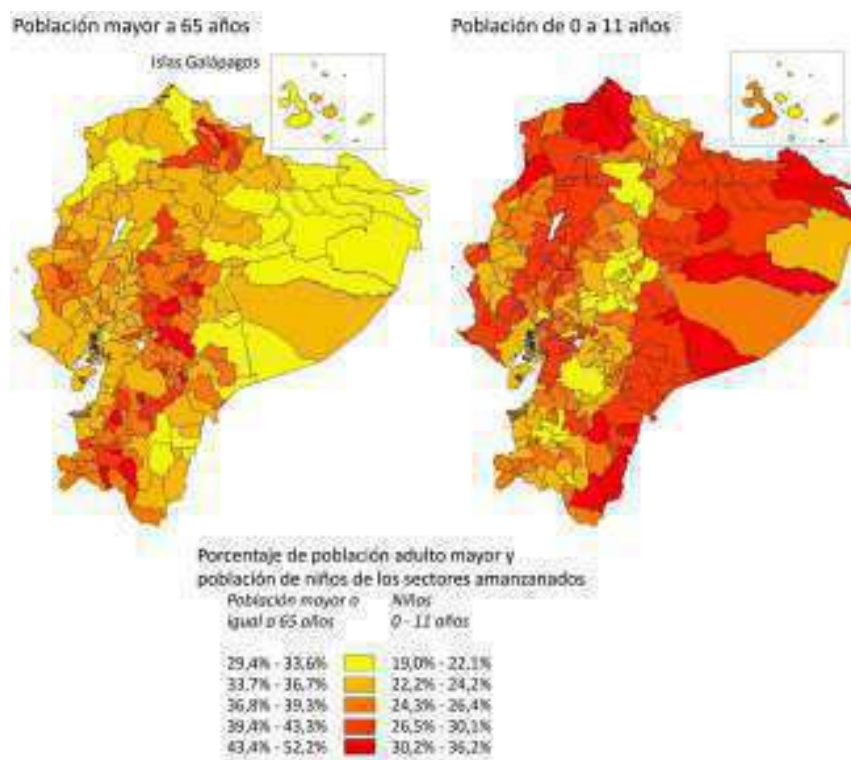 Población mayor a 65 años
Población de 0 a 11 años
Islas Galápagos
Porcentaje de población adulto mayor y
población de niños de los sectores amanzanados
Población mayor o
igual a 65 años
Niños
0 - 11 años
29,4% - 33,6% 19,0% - 22,1%
33,7% - 36,7% 22,2% - 24,2%
36,8% - 39,3% 24,3% - 26,4%
39,4% - 43,3% 26,5% - 30,1%
43,4% - 52,2% 30,2% - 36,2%